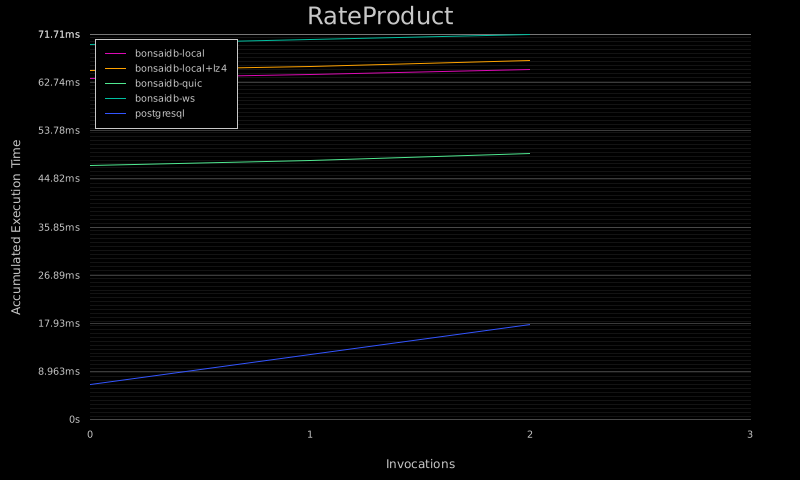 RateProduct
71.71ms
bonsaidb-local
bonsaidb-local+lz4
bonsaidb-quic
bonsaidb-ws
postgresql
62.74ms
53.78ms
44.82ms
35.85ms
26.89ms
17.93ms
8.963ms
0s
Accumulated Execution Time
0 1 2 3
Invocations